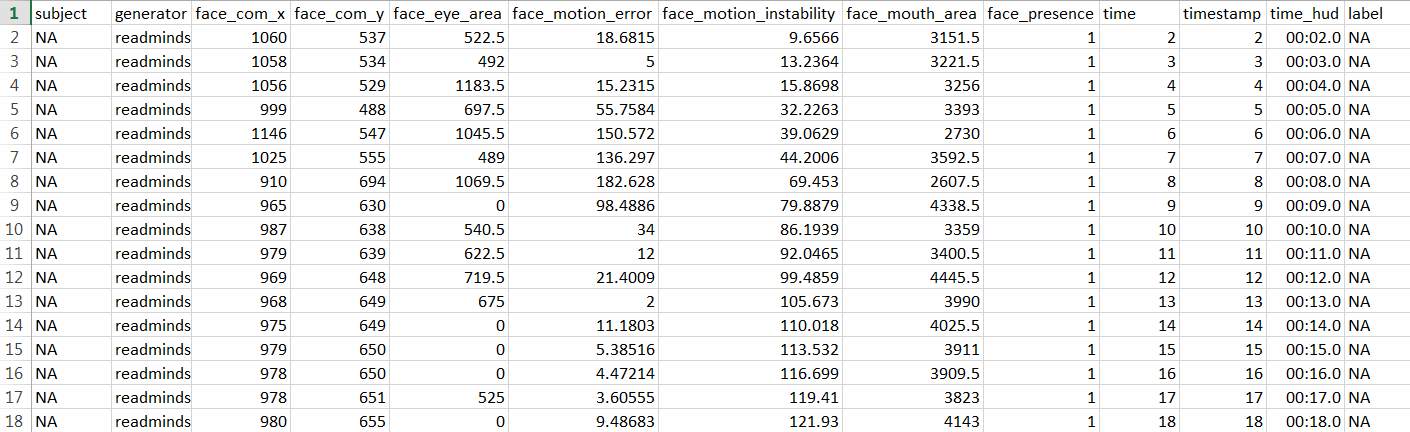 1 subject generator face_com_x face_com_y face_eye_area face_motion_error face_motion_instability face_mouth_area face_presence time timestamp time_hud label
2 NA readminds 1060 537 522.5 18.6815 9.6566 3151.5 1 2 2 00:02.0 NA
3 NA readminds 1058 534 492 5 13.2364 3221.5 1 3 3 00:03.0 NA
4 NA readminds 1056 529 1183.5 15.2315 15.8698 3256 1 4 4 00:04.0 NA
5 NA readminds 999 488 697.5 55.7584 32.2263 3393 1 5 5 00:05.0 NA
6 NA readminds 1146 547 1045.5 150.572 39.0629 2730 1 6 6 00:06.0 NA
7 NA readminds 1025 555 489 136.297 44.2006 3592.5 1 7 7 00:07.0 NA
8 NA readminds 910 694 1069.5 182.628 69.453 2607.5 1 8 8 00:08.0 NA
9 NA readminds 965 630 0 98.4886 79.8879 4338.5 1 9 9 00:09.0 NA
10 NA readminds 987 638 540.5 34 86.1939 3359 1 10 10 00:10.0 NA
11 NA readminds 979 639 622.5 12 92.0465 3400.5 1 11 11 00:11.0 NA
12 NA readminds 969 648 719.5 21.4009 99.4859 4445.5 1 12 12 00:12.0 NA
13 NA readminds 968 649 675 2 105.673 3990 1 13 13 00:13.0 NA
14 NA readminds 975 649 0 11.1803 110.018 4025.5 1 14 14 00:14.0 NA
15 NA readminds 979 650 0 5.38516 113.532 3911 1 15 15 00:15.0 NA
16 NA readminds 978 650 0 4.47214 116.699 3909.5 1 16 16 00:16.0 NA
17 NA readminds 978 651 525 3.60555 119.41 3823 1 17 17 00:17.0 NA
18 NA readminds 980 655 0 9.48683 121.93 4143 1 18 18 00:18.0 NA